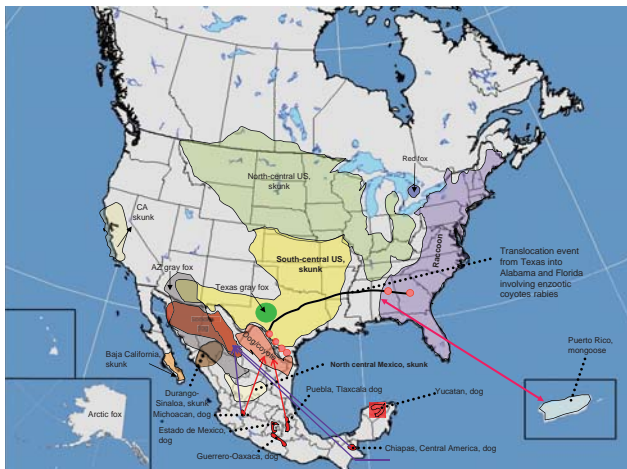 Red fox
North-central US,
skunk
CA
skunk
Raccoon
South-central US,
skunk
AZ gray fox
Texas gray fox
Translocation event
from Texas into
Alabama and Florida
involving enzootic
coyotes rabies
Dog/coyote
Puerto Rico,
mongoose
Baja California,
skunk
North central Mexico, skunk
Durango-
Sinaloa, skunk
Puebla, Tlaxcala dog
Arctic fox
Michoacan, dog
Yucatan, dog
Estado de Mexico,
dog
Guerrero-Oaxaca, dog
Chiapas, Central America, dog